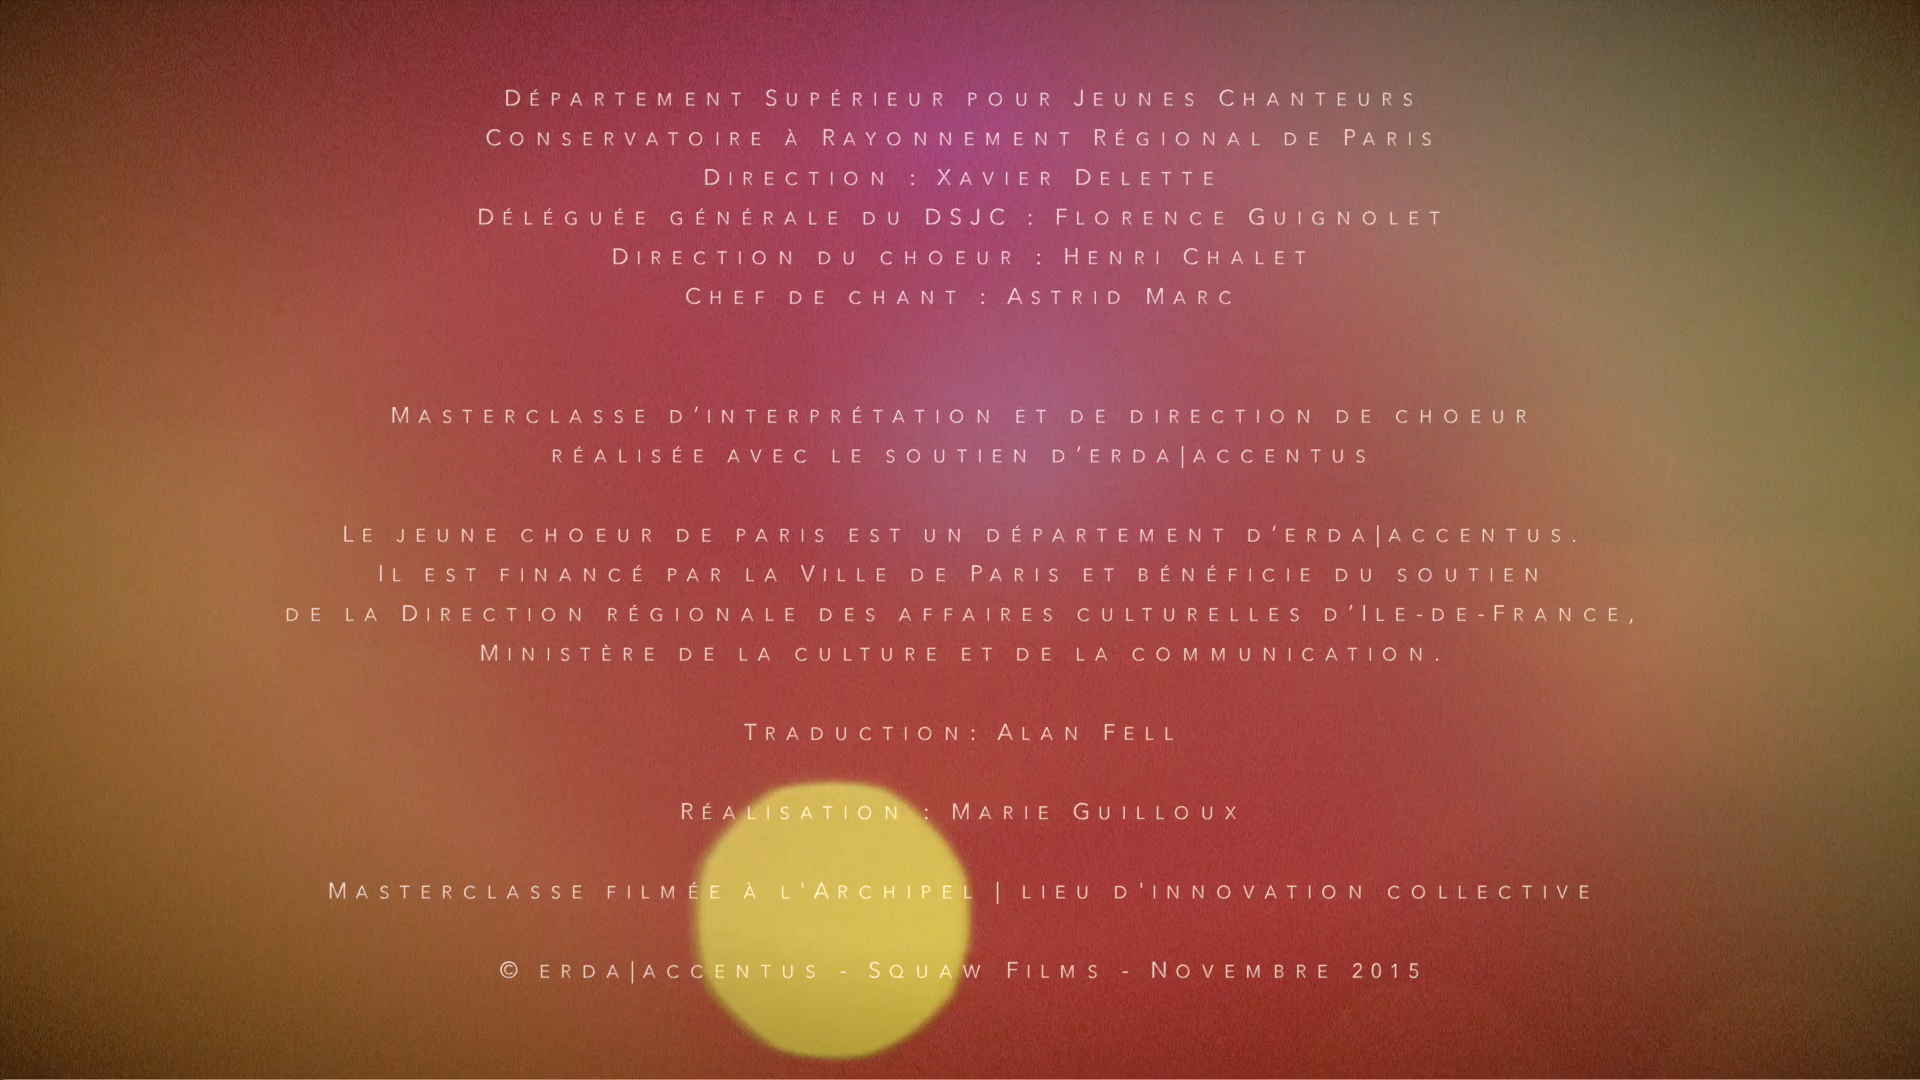 Département Supérieur pour Jeunes Chanteurs
Conservatoire à Rayonnement Régional de Paris
Direction : Xavier Delette
Déléguée générale du DSJC : Florence Guignolet
Direction du choeur : Henri Chalet
Chef de chant : Astrid Marc
Masterclasse d’interprétation et de direction de choeur
réalisée avec le soutien d’erda|accentus
Le jeune choeur de paris est un département d’erda|accentus.
Il est financé par la Ville de Paris et bénéficie du soutien
de la Direction régionale des affaires culturelles d’Ile-de-France,
Ministère de la culture et de la communication.
Traduction: Alan Fell
Réalisation : Marie Guilloux
Masterclasse filmée à l'Archipel | lieu d'innovation collective
© erda|accentus - Squaw Films - Novembre 2015